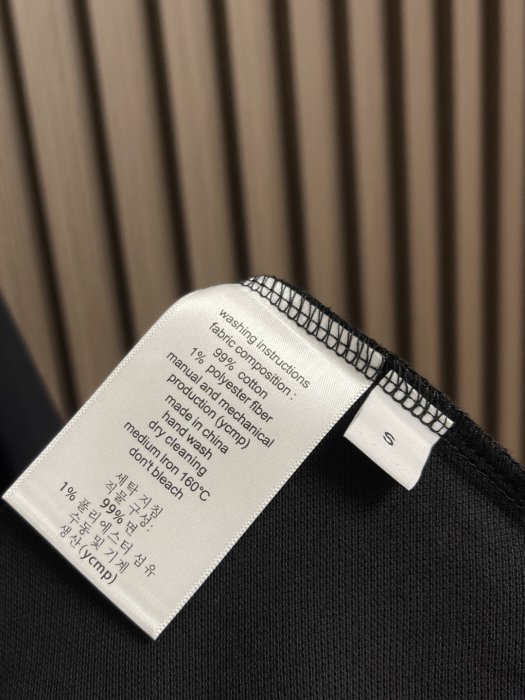 washing instructions
fabric composition :
99% cotton
1% polyester fiber
manual and mechanical
production (ycmp)
made in china
hand wash
dry cleaning
medium Iron 160°C
don't bleach
세탁 지침
직물 구성:
99% 면
1% 폴리에스터 섬유
수동 및 기계
생산(ycmp)
S